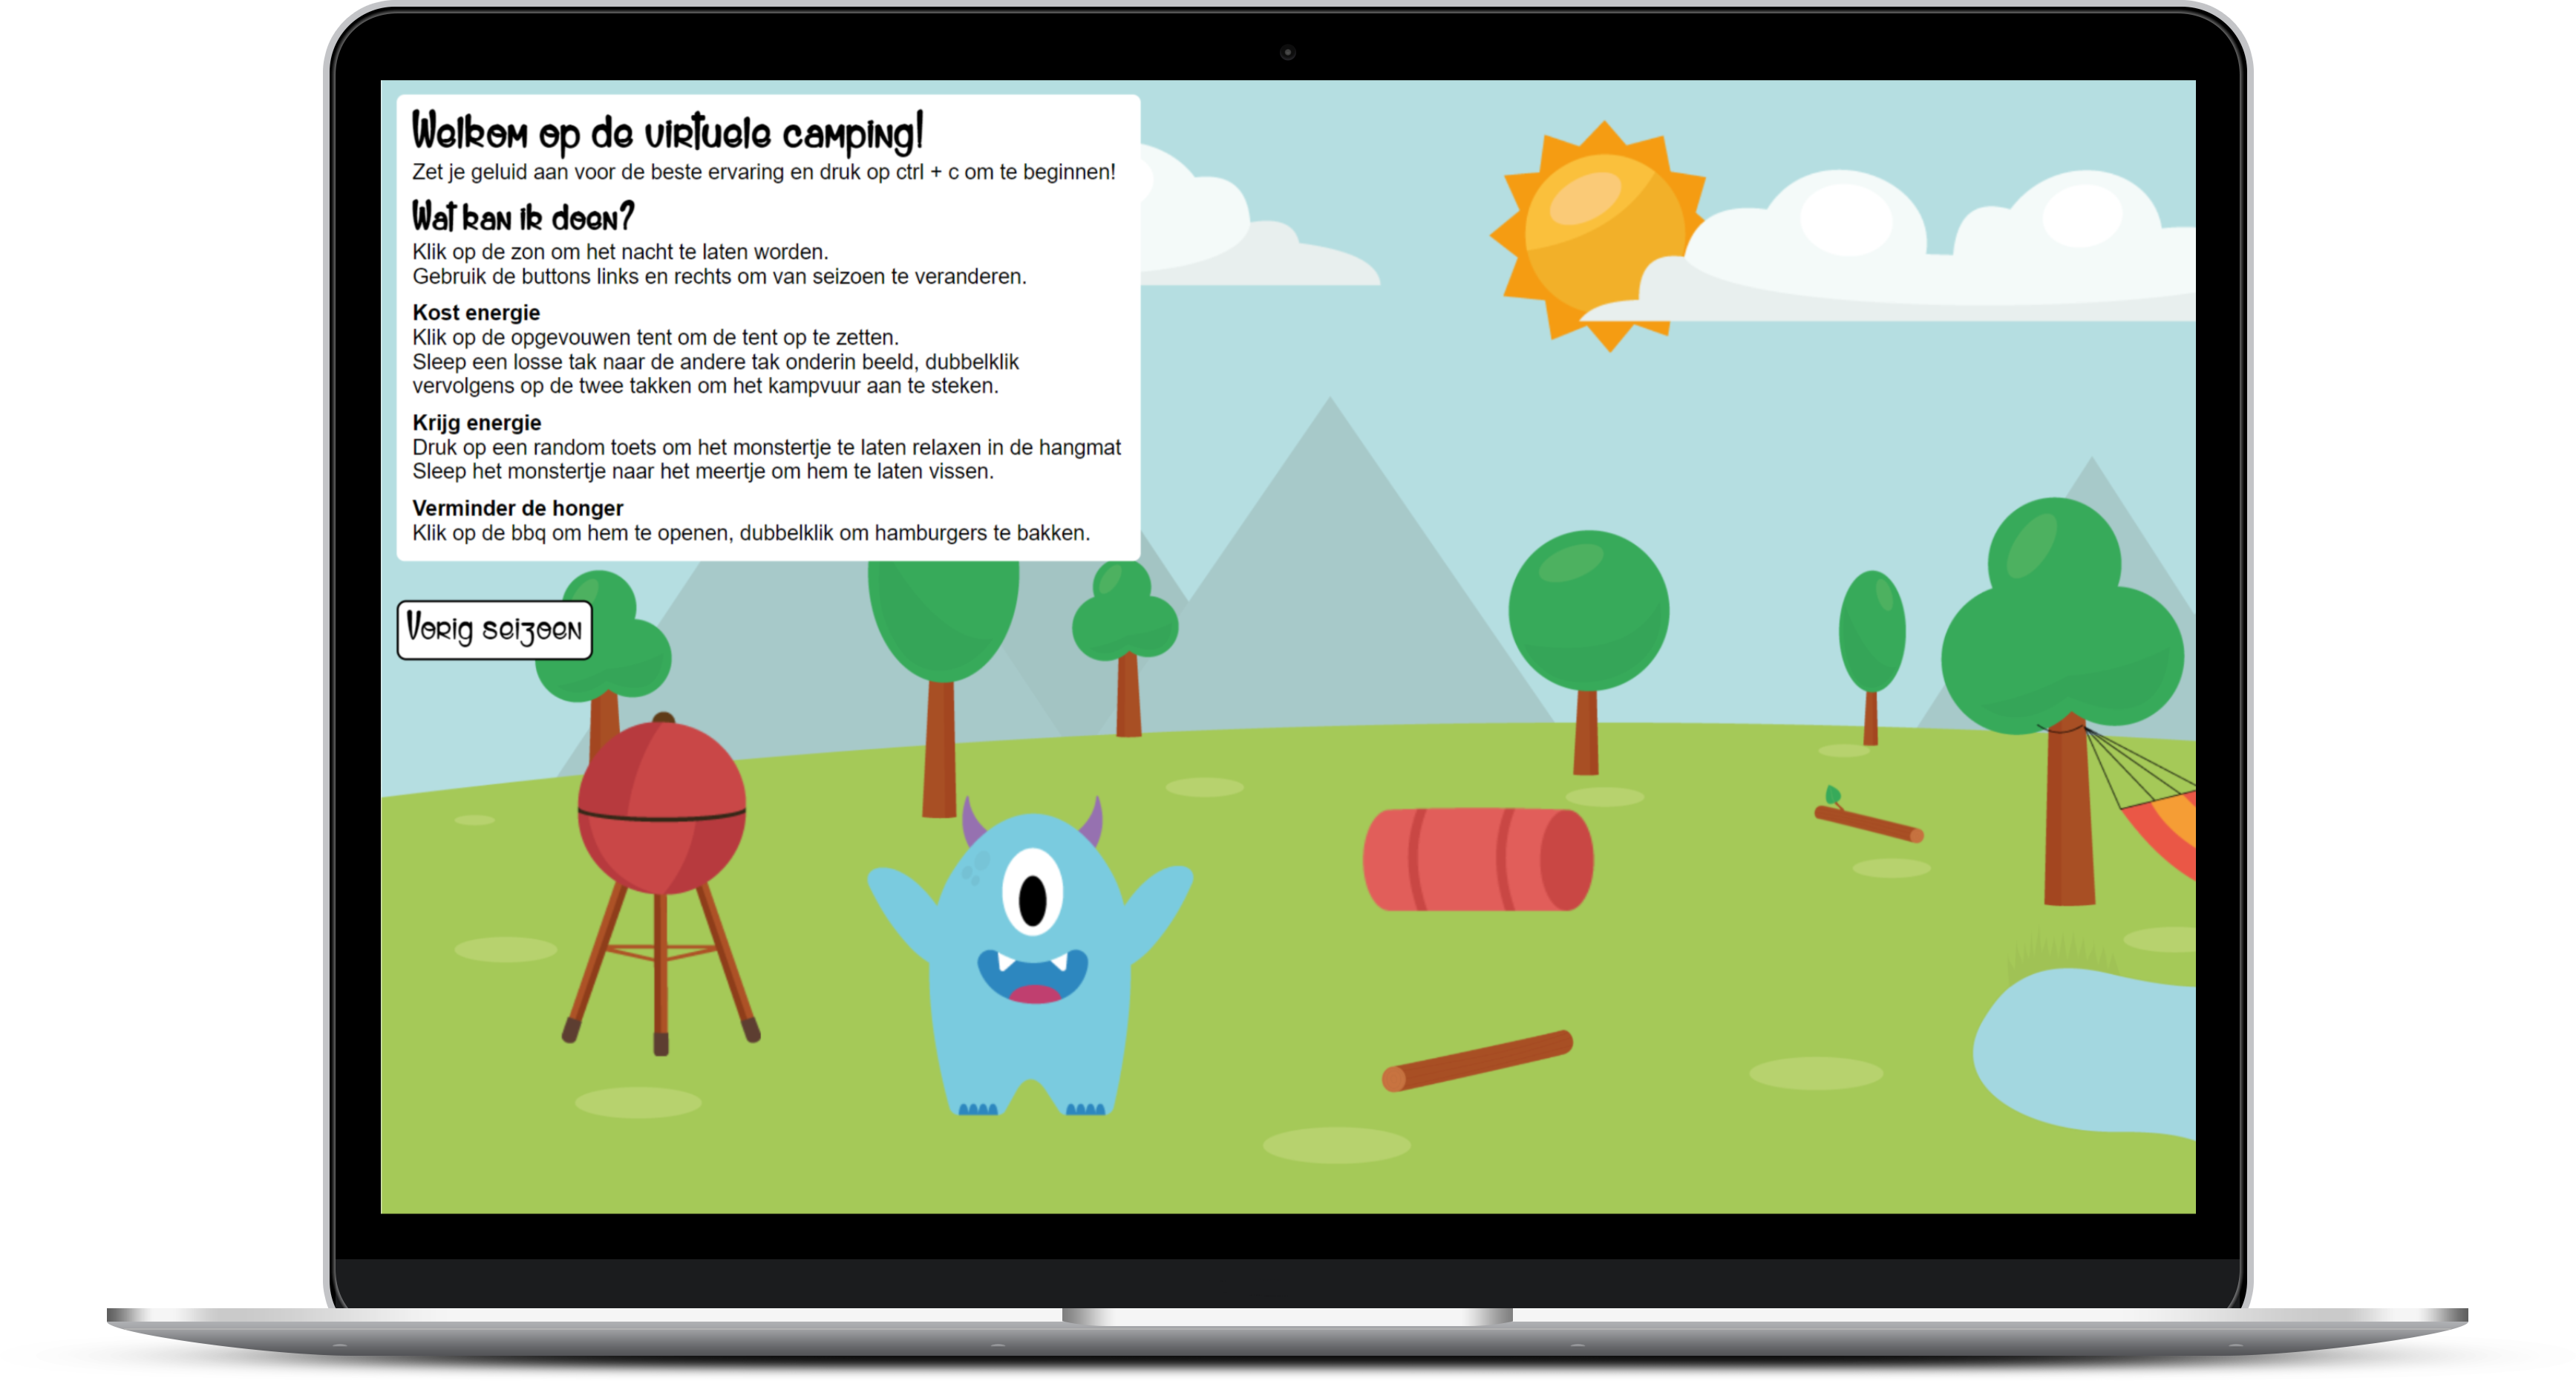 Welkom op de virtuele camping!
Zet je geluid aan voor de beste ervaring en druk op ctrl + c om te beginnen!
Wat kan ik doen?
Klik op de zon om het nacht te laten worden.
Gebruik de buttons links en rechts om van seizoen te veranderen.
Kost energie
Klik op de opgevouwen tent om de tent op te zetten.
Sleep een losse tak naar de andere tak onderin beeld, dubbelklik
vervolgens op de twee takken om het kampvuur aan te steken.
Krijg energie
Druk op een random toets om het monstertje te laten relaxen in de hangmat
Sleep het monstertje naar het meertje om hem te laten vissen.
Verminder de honger
Klik op de bbq om hem te openen, dubbelklik om hamburgers te bakken.
Vorig seizoen